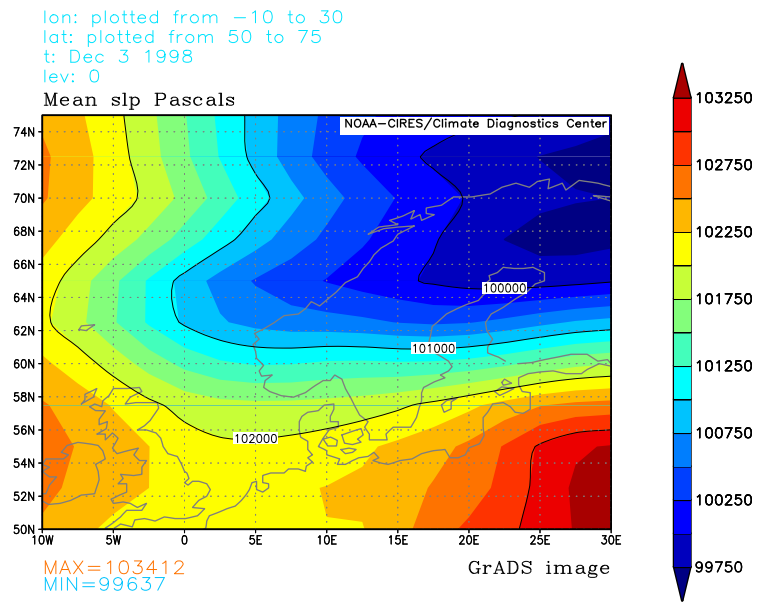 lon: plotted from −10 to 30
lat: plotted from 50 to 75
t: Dec 3 1998
lev: 0
Mean slp Pascals
NOAA−CIRES/Climate Diagnostics Center
74N
72N
70N
68N
66N
64N
62N
60N
58N
56N
54N
52N
50N
100000
101000
102000
10W 5W 0 5E 10E 15E 20E 25E 30E
103250
102750
102250
101750
101250
100750
100250
99750
MAX=103412
MIN=99637
GrADS image